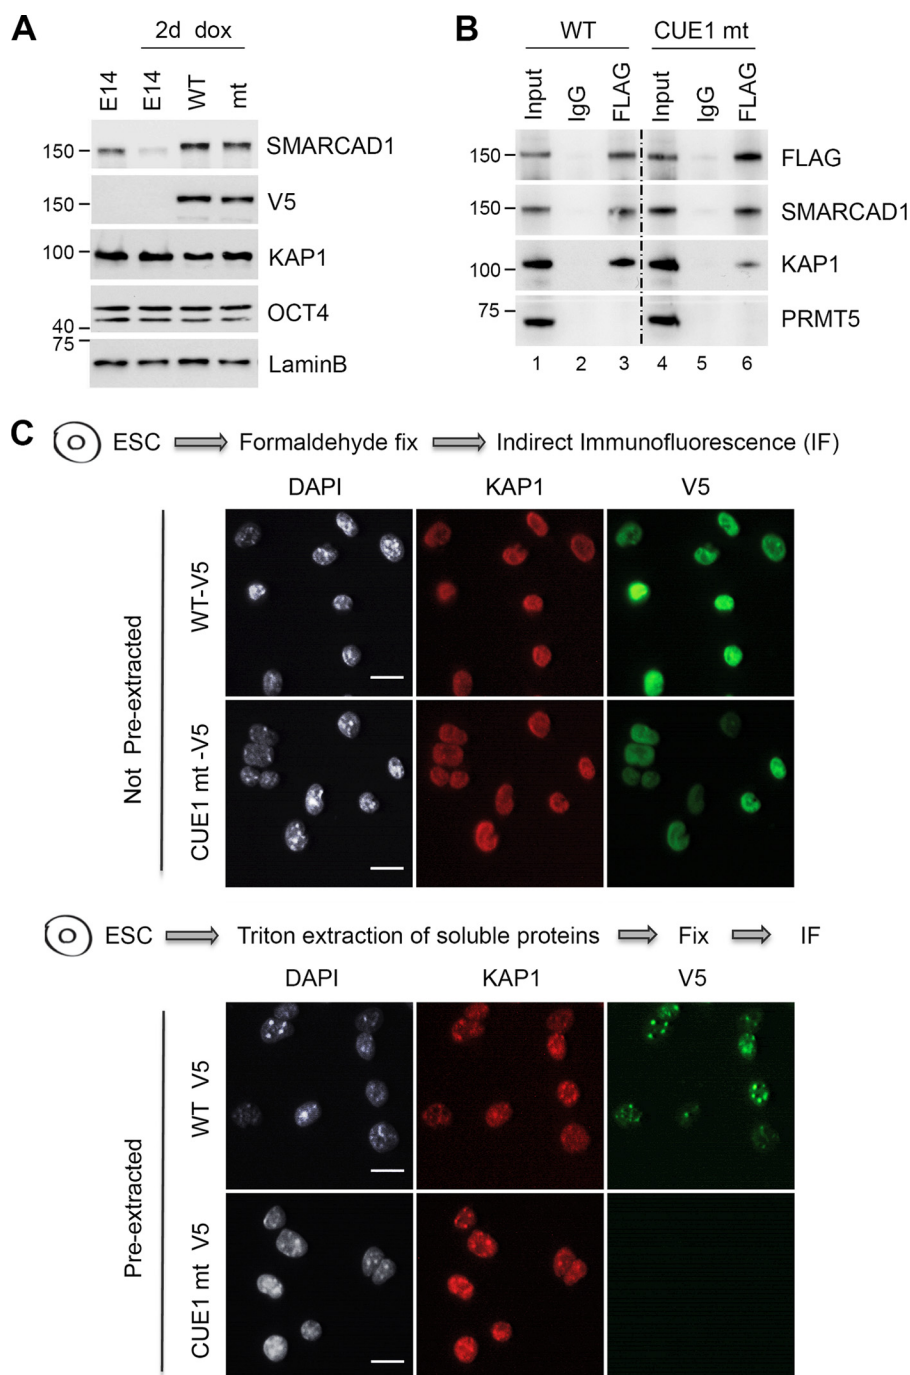 A
2d dox
E14
E14
WT
mt
150
SMARCAD1
150
V5
100
KAP1
OCT4
40
75
LaminB
B
WT
CUE1 mt
Input
IgG
FLAG
Input
IgG
FLAG
150
FLAG
150
SMARCAD1
100
KAP1
75
PRMT5
1 2 3 4 5 6
C
ESC Formaldehyde fix Indirect Immunofluorescence (IF)
DAPI KAP1 V5
Not Pre-extracted
WT-V5
CUE1 mt -V5
ESC Triton extraction of soluble proteins Fix IF
DAPI KAP1 V5
Pre-extracted
WT V5
CUE1 mt V5